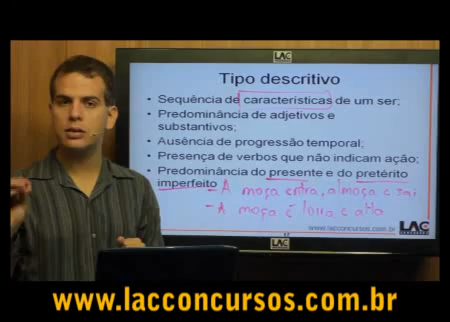 LAC
Tipo descritivo
• Sequência de características de um ser;
• Predominância de adjetivos e
substantivos;
• Ausência de progressão temporal;
• Presença de verbos que não indicam ação;
• Predominância do presente e do pretérito
imperfeito - A moça entra, almoça e sai
- A moça é loira e alta
www.lacconcursos.com.br LAC
LAC
www.lacconcursos.com.br